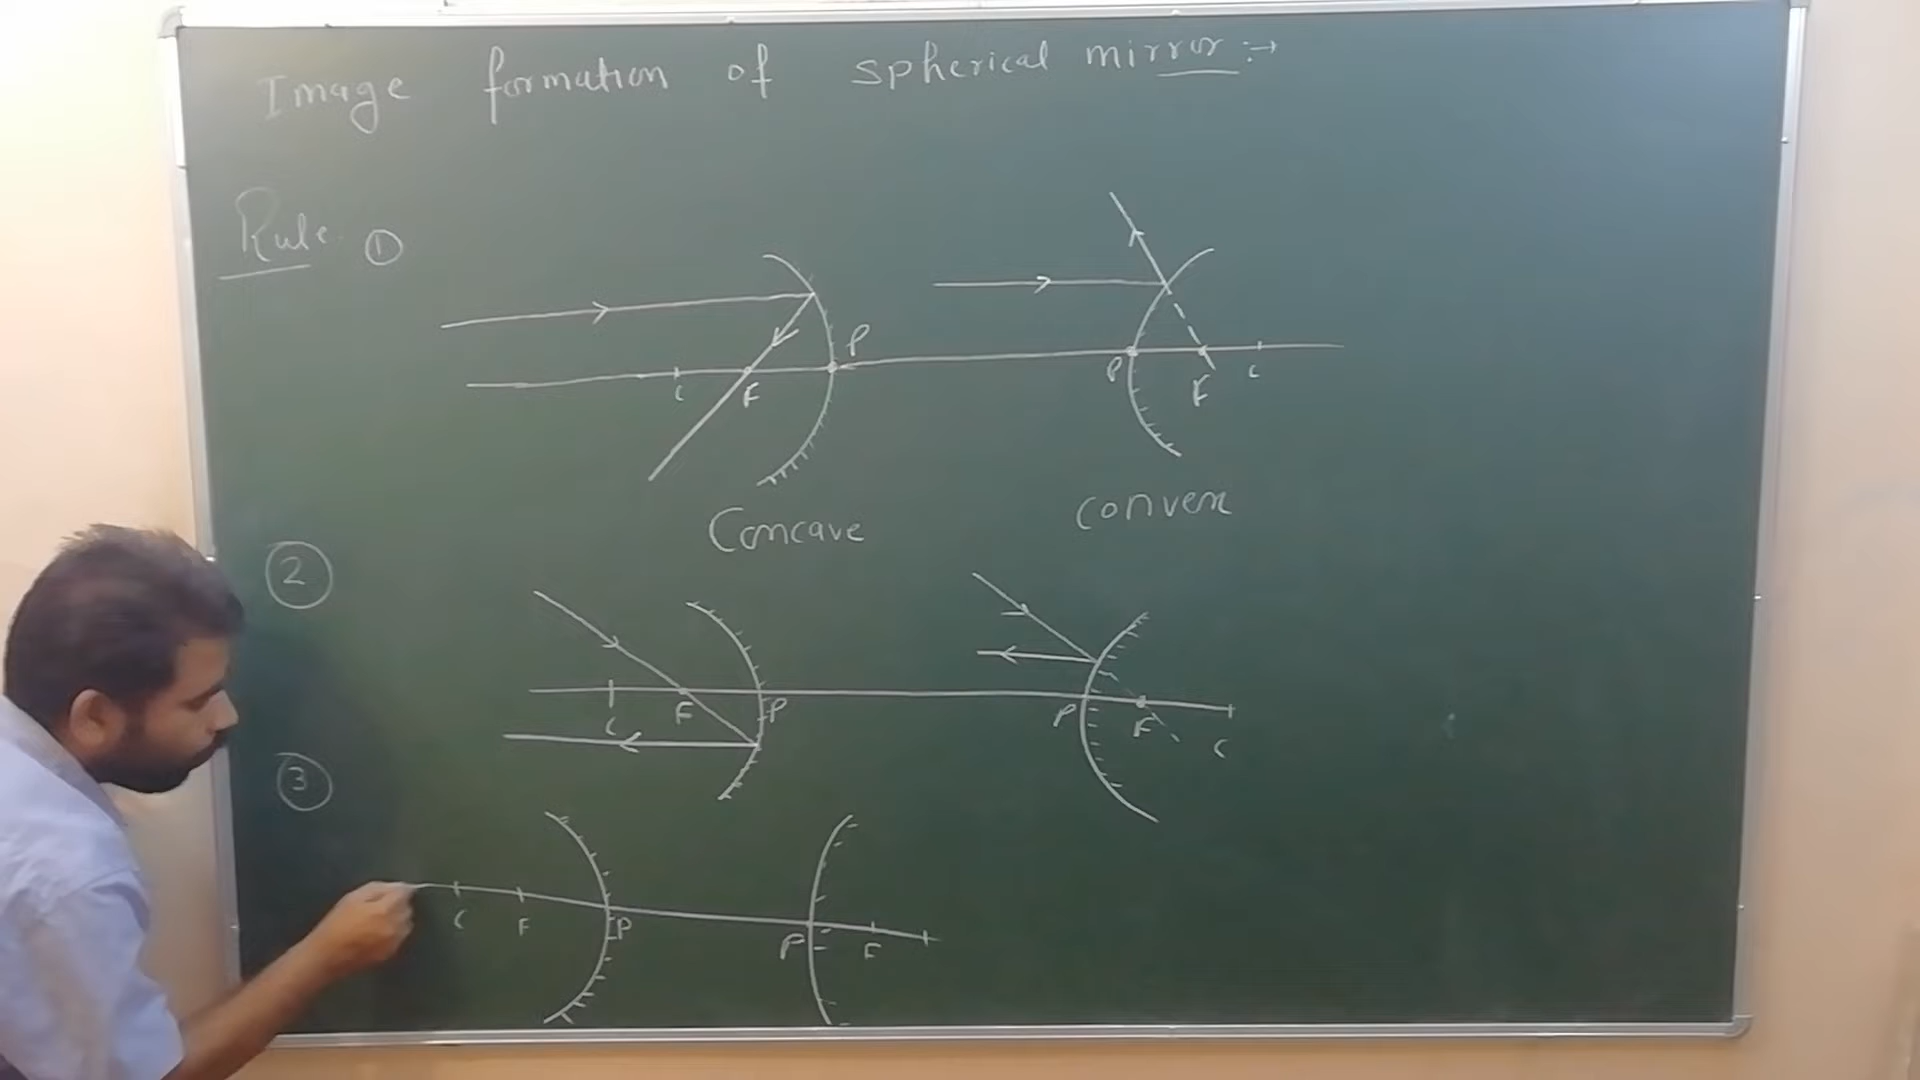 Image formation of spherical mirror :→
Rule ①
P
C F
P F C
Concave convex
②
C F P
P F C
③
C F P
P F